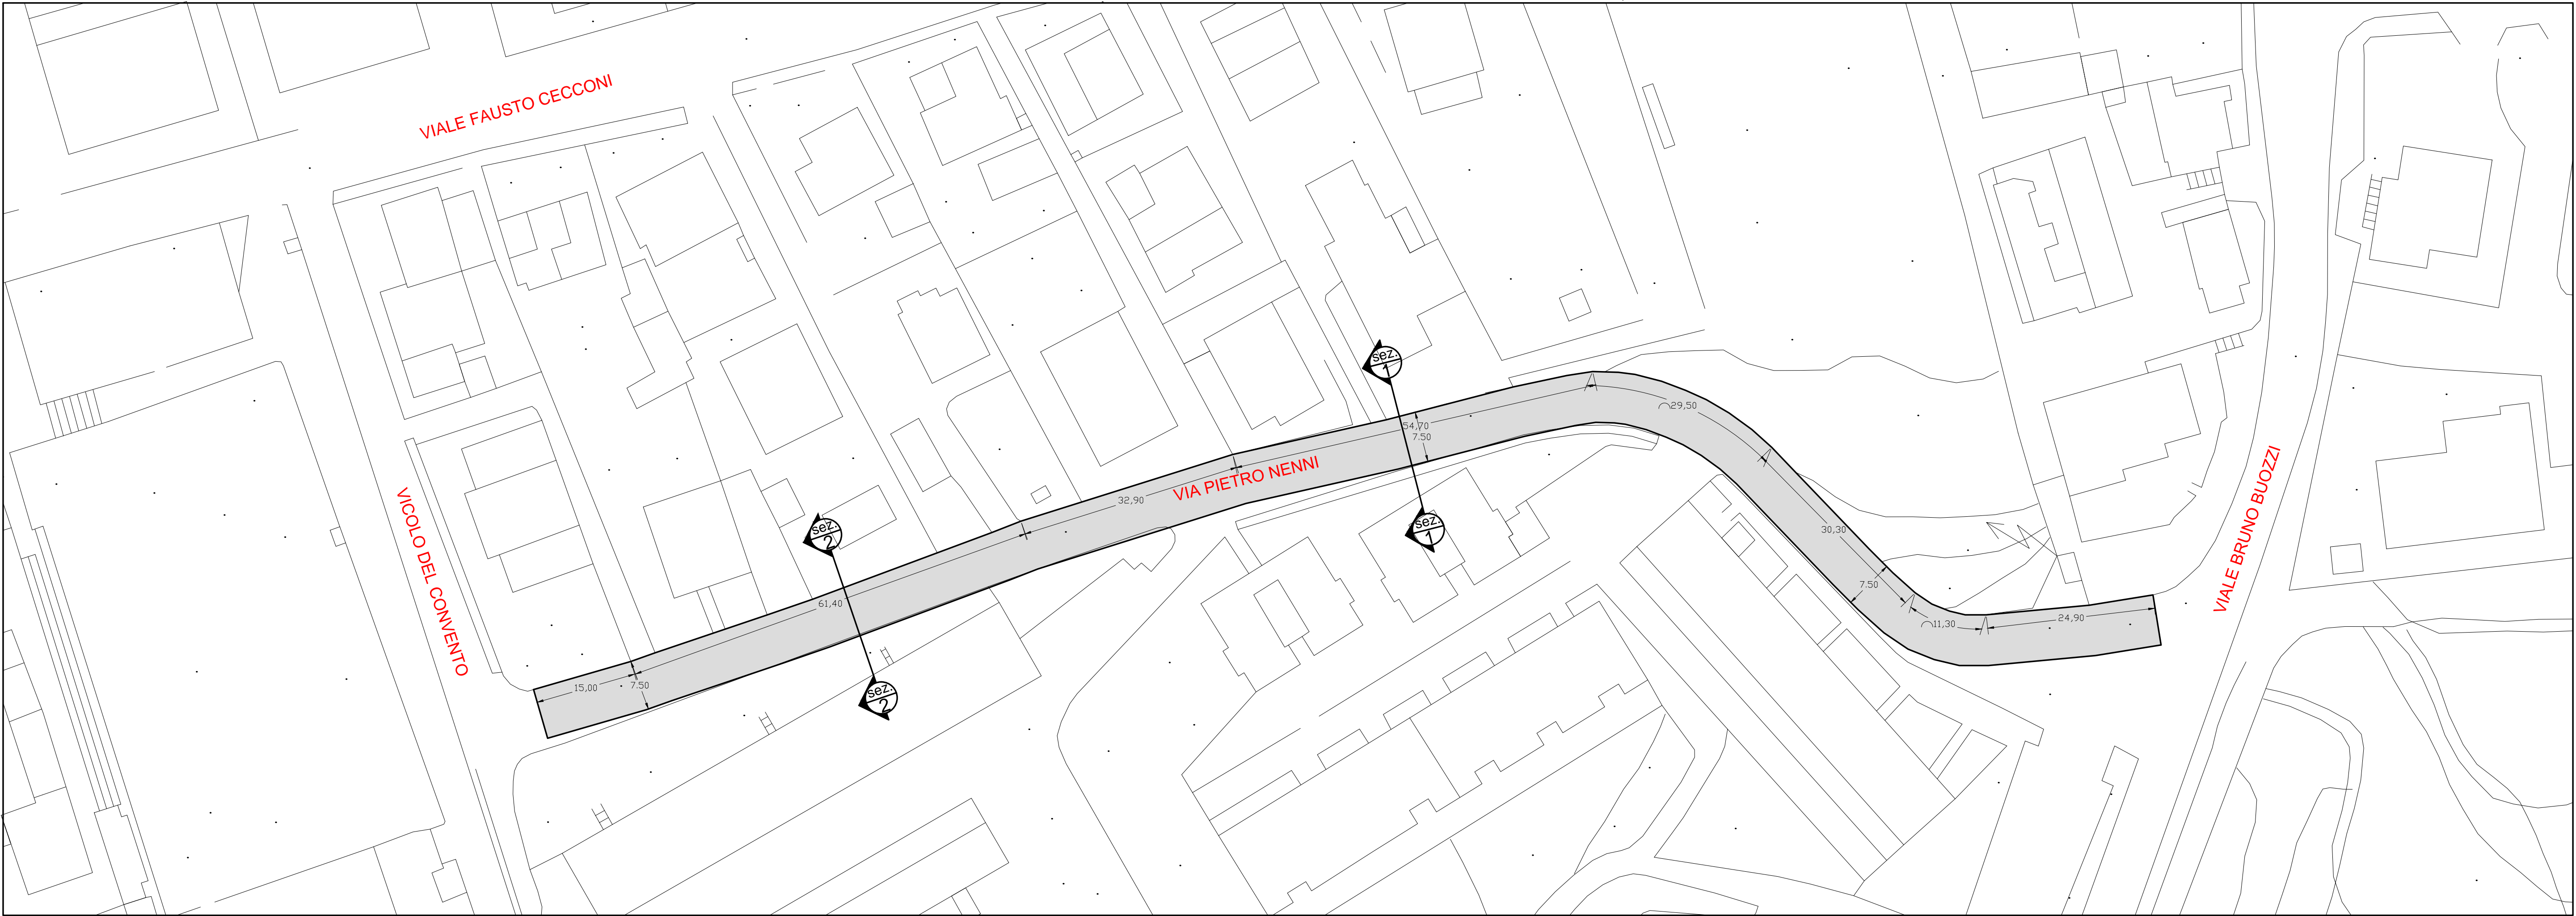 VIALE FAUSTO CECCONI
sez.
1
29,50
54,70
7.50
VIA PIETRO NENNI
32,90
sez.
2
sez.
1
VIALE BRUNO BUOZZI
VICOLO DEL CONVENTO
30,30
7.50
61,40
11,30
24,90
15,00
7.50
sez.
2